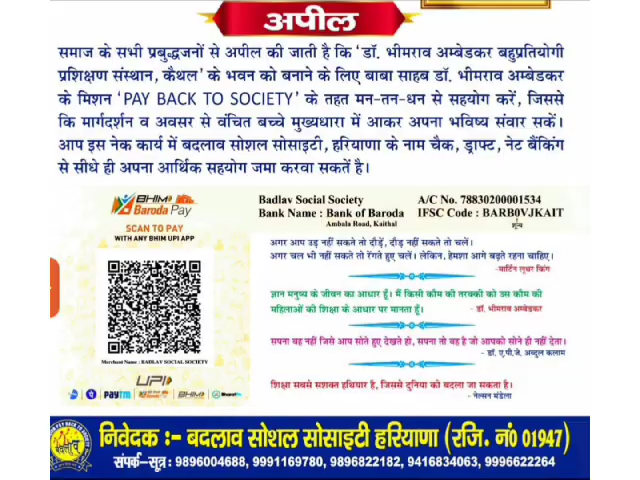 अपील
समाज के सभी प्रबुद्धजनों से अपील की जाती है कि 'डॉ. भीमराव अम्बेडकर बहुप्रतियोगी
प्रशिक्षण संस्थान, कैथल' के भवन को बनाने के लिए बाबा साहब डॉ. भीमराव अम्बेडकर
के मिशन 'PAY BACK TO SOCIETY' के तहत मन-तन-धन से सहयोग करें, जिससे
कि मार्गदर्शन व अवसर से वंचित बच्चे मुख्यधारा में आकर अपना भविष्य संवार सकें।
आप इस नेक कार्य में बदलाव सोशल सोसाइटी, हरियाणा के नाम चैक, ड्राफ्ट, नेट बैंकिंग
से सीधे ही अपना आर्थिक सहयोग जमा करवा सकतें है।
BHIM
Baroda Pay
SCAN TO PAY
WITH ANY BHIM UPI APP
Merchant Name : BADLAV SOCIAL SOCIETY
UPI
PAYTM
BHIM
Badlav Social Society A/C No. 78830200001534
Bank Name : Bank of Baroda IFSC Code : BARB0VJKAIT
Ambala Road, Kaithal शून्य
अगर आप उड़ नहीं सकते तो दौड़ें, दौड़ नहीं सकते तो चलें।
अगर चल भी नहीं सकते तो रेंगते हुए चलें। लेकिन, हेमशा आगे बढ़ते रहना चाहिए।
-मार्टिन लूथर किंग
ज्ञान मनुष्य के जीवन का आधार हूँ। मैं किसी कौम की तरक्की को उस कौम की
महिलाओं की शिक्षा के आधार पर मानता हूँ। - डॉ. भीमराव अम्बेडकर
सपना वह नहीं जिसे आप सोते हुए देखते हो, सपना तो वह है जो आपको सोने ही नहीं देता।
- डॉ. ए.पी.जे. अब्दुल कलाम
शिक्षा सबसे सशक्त हथियार है, जिससे दुनिया को बदला जा सकता है।
- नेल्सन मंडेला
निवेदक :- बदलाव सोशल सोसाइटी हरियाणा (रजि. नं0 01947)
संपर्क-सूत्र : 9896004688, 9991169780, 9896822182, 9416834063, 9996622264